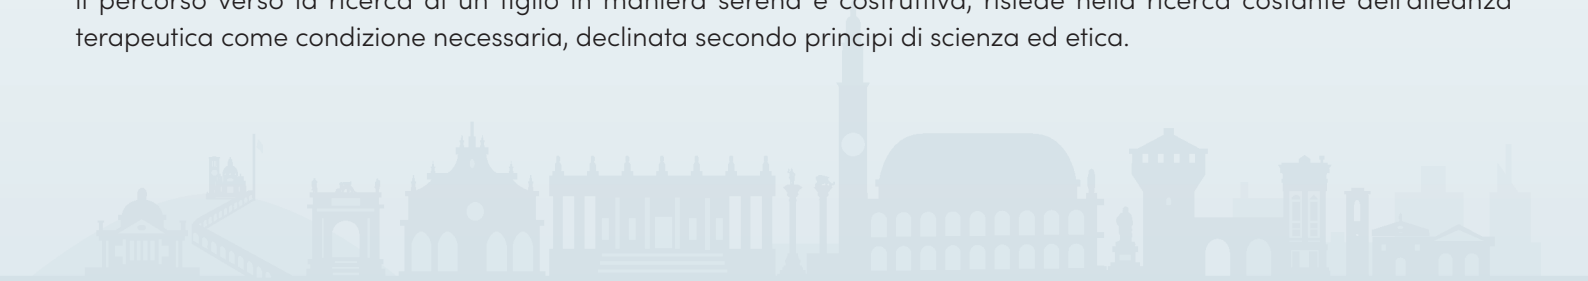 il percorso verso la ricerca di un figlio in maniera serena e costruttiva, risiede nella ricerca costante dell'alleanza
terapeutica come condizione necessaria, declinata secondo principi di scienza ed etica.